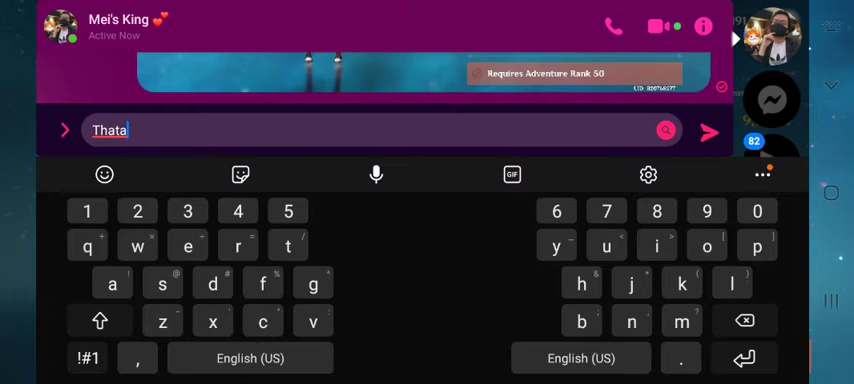 Mei's King 💕
Active Now
Requires Adventure Rank 50
Thata
82
GIF
1 2 3 4 5 6 7 8 9 0
q w e r t y u i o p
a s d f g h j k l
z x c v b n m
!#1 , English (US) English (US) .